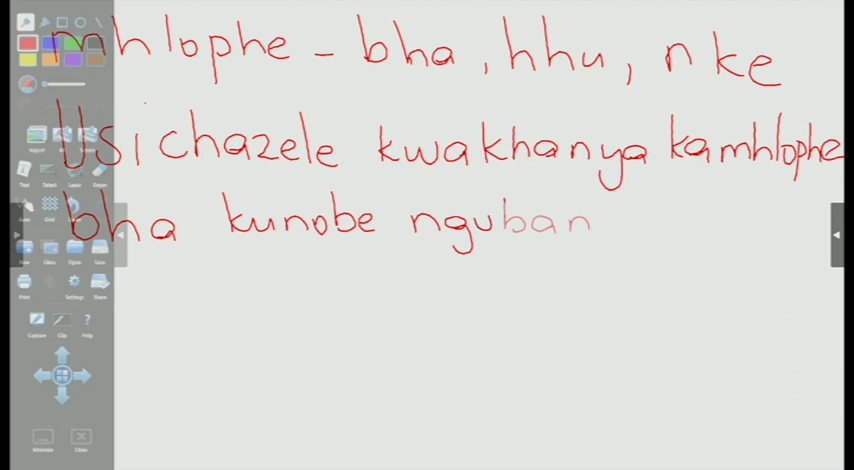 mhlophe - bha, hhu, nke
Usichazele kwakhanya kamhlophe
bha kunobe nguban